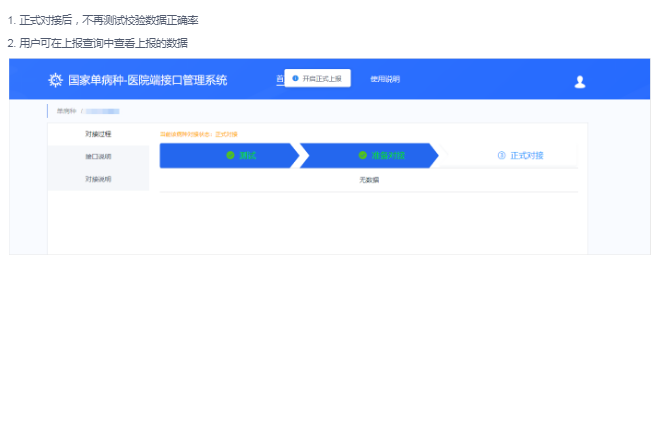 1. 正式对接后，不再测试校验数据正确率
2. 用户可在上报查询中查看上报的数据
国家单病种-医院端接口管理系统
首
开启正式上报
使用说明
单病种 /
对接过程
当前该病种对接状态：正式对接
测试
准备对接
③ 正式对接
接口说明
无数据
对接说明